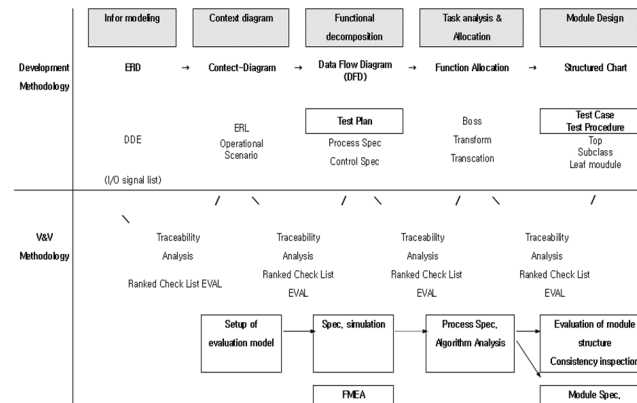 Infor modeling
Context diagram
Functional
decomposition
Task analysis &
Allocation
Module Design
Development
Methodology
ERD
→
Contect-Diagram
→
Data Flow Diagram
(DFD)
→
Function Allocation
→
Structured Chart
DDE
(I/O signal list)
ERL
Operational
Scenario
Test Plan
Process Spec
Control Spec
Boss
Transform
Transcation
Test Case
Test Procedure
Top
Subclass
Leaf moudule
V&V
Methodology
Traceability
Analysis
Ranked Check List EVAL
Traceability
Analysis
Ranked Check List
EVAL
Traceability
Analysis
Ranked Check List
EVAL
Traceability
Analysis
Ranked Check List
EVAL
Setup of
evaluation model
Spec, simulation
Process Spec,
Algorithm Analysis
Evaluation of module
structure
Consistency inspection
FMEA
Module Spec,